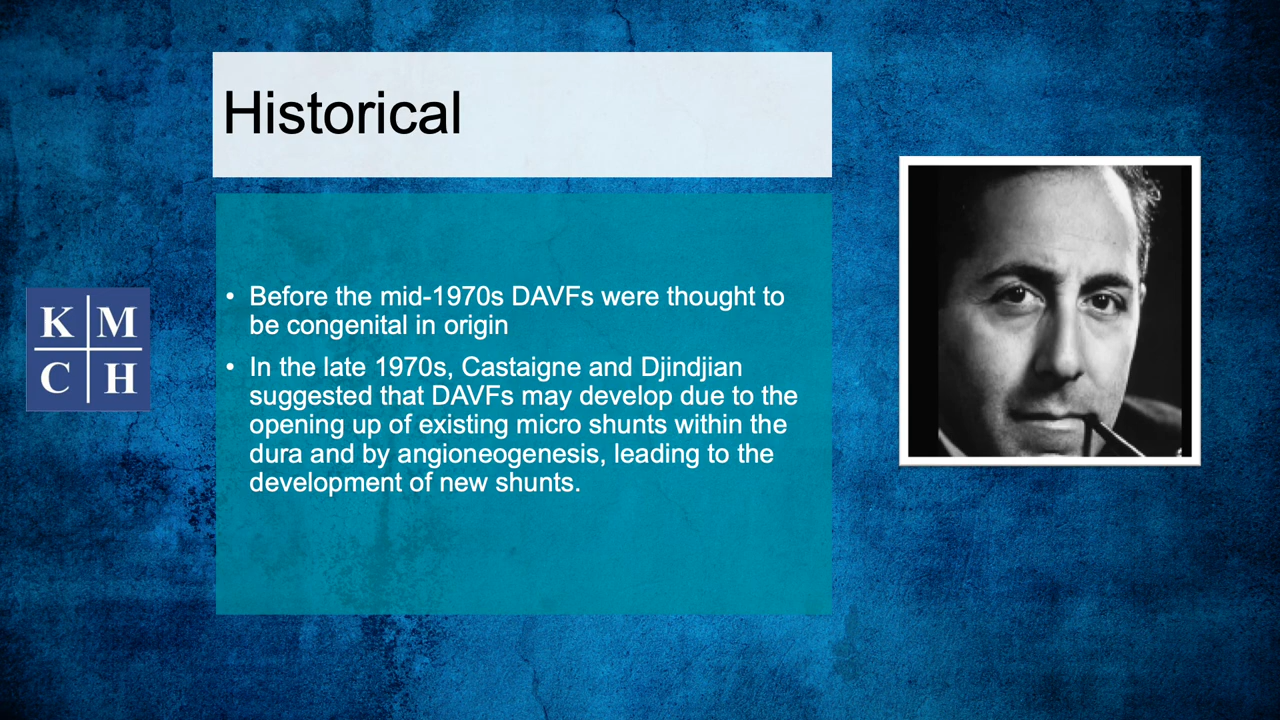 Historical
• Before the mid-1970s DAVFs were thought to
be congenital in origin
• In the late 1970s, Castaigne and Djindjian
suggested that DAVFs may develop due to the
opening up of existing micro shunts within the
dura and by angioneogenesis, leading to the
development of new shunts.
K M
C H